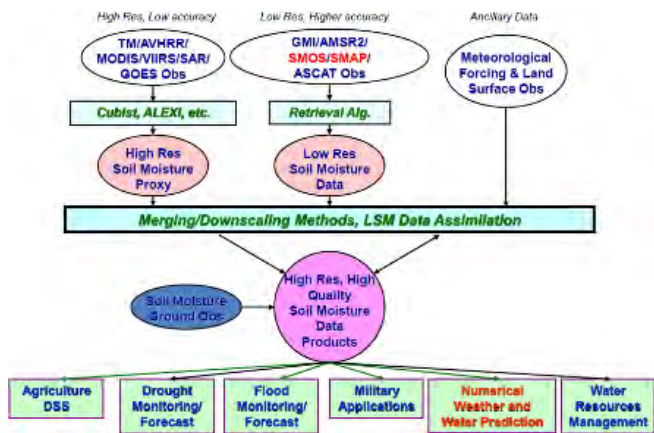 High Res, Low accuracy
Low Res, Higher accuracy
Ancillary Data
TM/AVHRR/
MODIS/VIIRS/SAR/
GOES Obs
GMI/AMSR2/
SMOS/SMAP/
ASCAT Obs
Meteorological
Forcing & Land
Surface Obs
Cubist, ALEXI, etc.
Retrieval Alg.
High Res
Soil Moisture
Proxy
Low Res
Soil Moisture
Data
Merging/Downscaling Methods, LSM Data Assimilation
Soil Moisture
Ground Obs
High Res, High
Quality
Soil Moisture
Data
Products
Agriculture
DSS
Drought
Monitoring/
Forecast
Flood
Monitoring/
Forecast
Military
Applications
Numerical
Weather and
Water Prediction
Water
Resources
Management